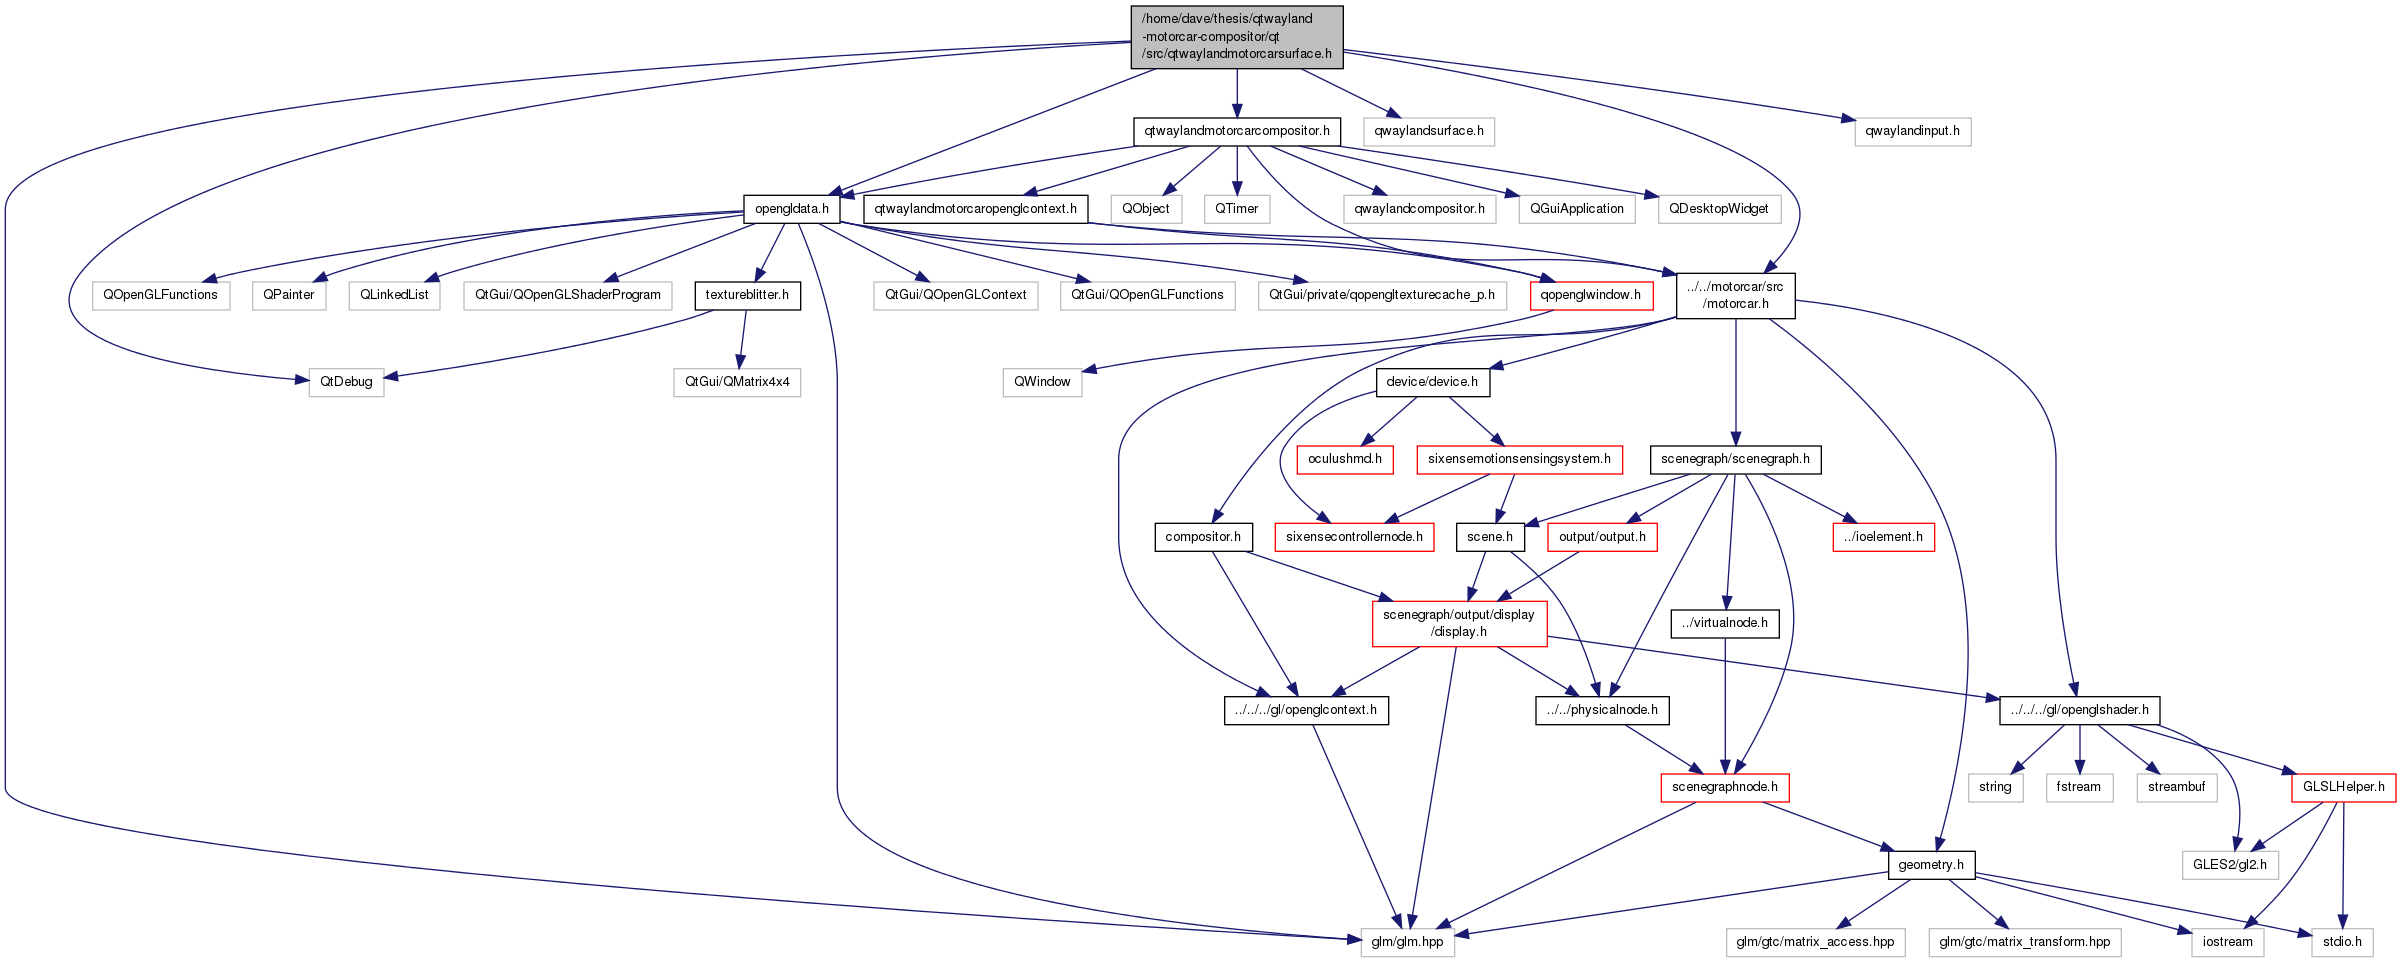 /home/dave/thesis/qtwayland
-motorcar-compositor/qt
/src/qtwaylandmotorcarsurface.h
qtwaylandmotorcarcompositor.h
qwaylandsurface.h
qwaylandinput.h
opengldata.h
qtwaylandmotorcaropenglcontext.h
QObject
QTimer
qwaylandcompositor.h
QGuiApplication
QDesktopWidget
QOpenGLFunctions
QPainter
QLinkedList
QtGui/QOpenGLShaderProgram
textureblitter.h
QtGui/QOpenGLContext
QtGui/QOpenGLFunctions
QtGui/private/qopengltexturecache_p.h
qopenglwindow.h
../../motorcar/src
/motorcar.h
QtDebug
QtGui/QMatrix4x4
QWindow
device/device.h
oculushmd.h
sixensemotionsensingsystem.h
scenegraph/scenegraph.h
compositor.h
sixensecontrollernode.h
scene.h
output/output.h
../ioelement.h
scenegraph/output/display
/display.h
../virtualnode.h
../../../gl/openglcontext.h
../../physicalnode.h
../../../gl/openglshader.h
scenegraphnode.h
string
fstream
streambuf
GLSLHelper.h
geometry.h
GLES2/gl2.h
glm/glm.hpp
glm/gtc/matrix_access.hpp
glm/gtc/matrix_transform.hpp
iostream
stdio.h